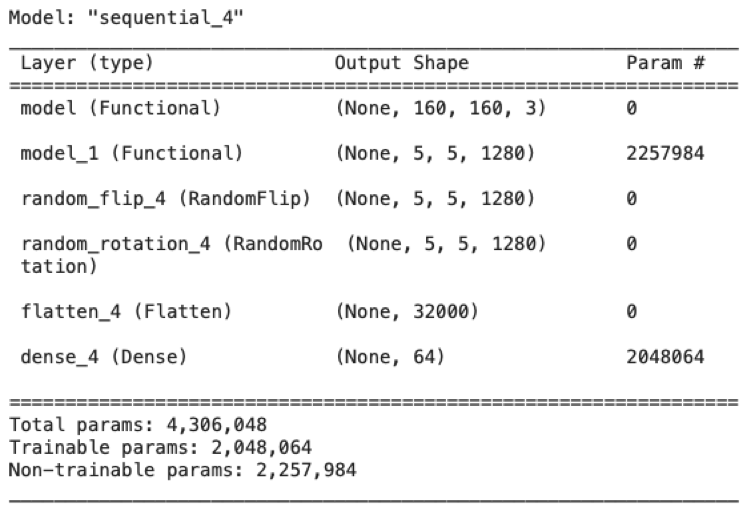 Model: "sequential_4"
Layer (type) Output Shape Param #
model (Functional) (None, 160, 160, 3) 0
model_1 (Functional) (None, 5, 5, 1280) 2257984
random_flip_4 (RandomFlip) (None, 5, 5, 1280) 0
random_rotation_4 (RandomRo (None, 5, 5, 1280) 0
tation)
flatten_4 (Flatten) (None, 32000) 0
dense_4 (Dense) (None, 64) 2048064
Total params: 4,306,048
Trainable params: 2,048,064
Non-trainable params: 2,257,984